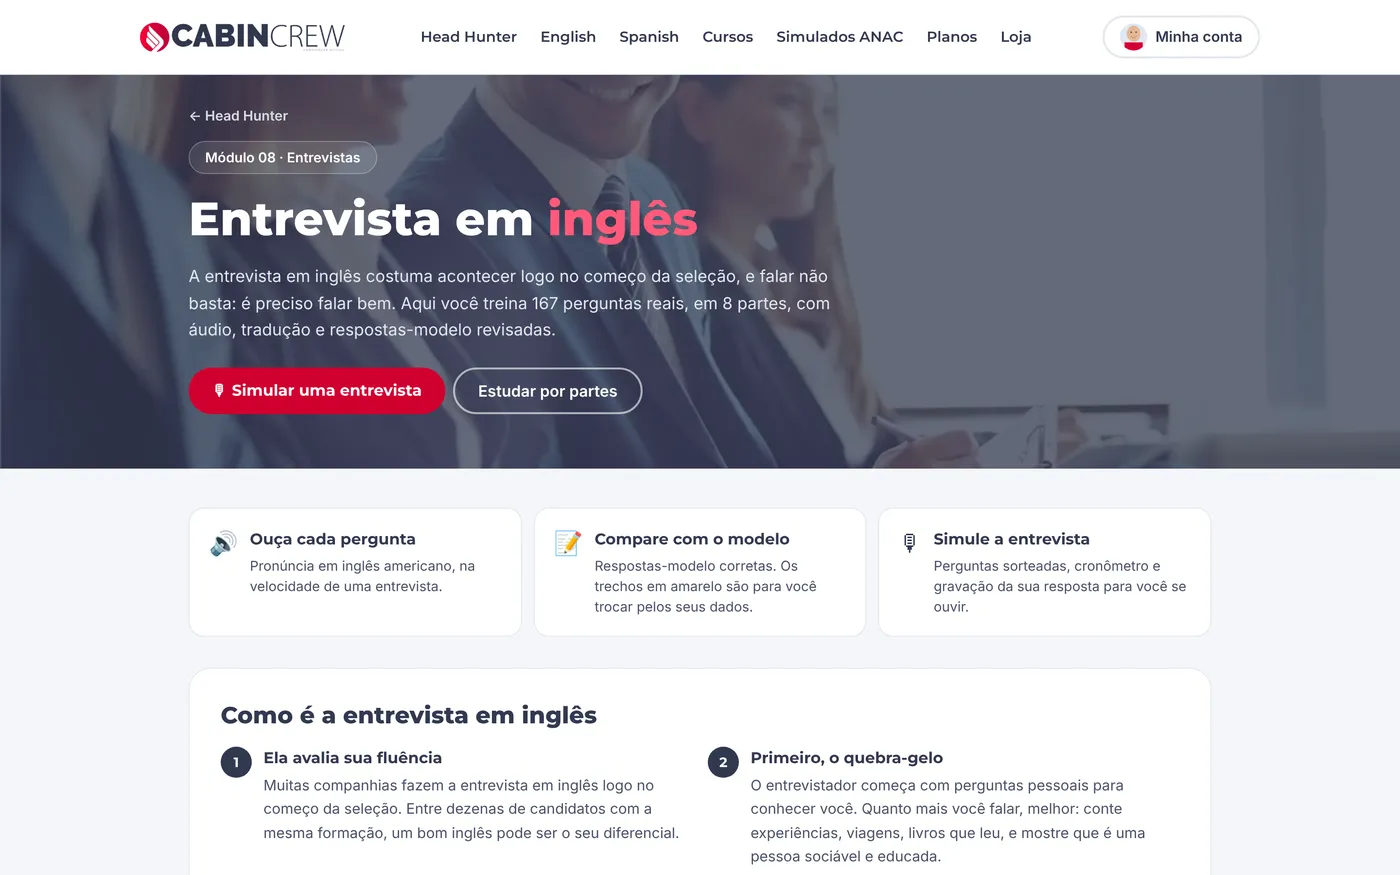 CABINCREW
Head Hunter
English
Spanish
Cursos
Simulados ANAC
Planos
Loja
Minha conta
← Head Hunter
Módulo 08 · Entrevistas
Entrevista em inglês
A entrevista em inglês costuma acontecer logo no começo da seleção, e falar não
basta: é preciso falar bem. Aqui você treina 167 perguntas reais, em 8 partes, com
áudio, tradução e respostas-modelo revisadas.
Simular uma entrevista
Estudar por partes
Ouça cada pergunta
Pronúncia em inglês americano, na
velocidade de uma entrevista.
Compare com o modelo
Respostas-modelo corretas. Os
trechos em amarelo são para você
trocar pelos seus dados.
Simule a entrevista
Perguntas sorteadas, cronômetro e
gravação da sua resposta para você se
ouvir.
Como é a entrevista em inglês
1
Ela avalia sua fluência
Muitas companhias fazem a entrevista em inglês logo no
começo da seleção. Entre dezenas de candidatos com a
mesma formação, um bom inglês pode ser o seu diferencial.
2
Primeiro, o quebra-gelo
O entrevistador começa com perguntas pessoais para
conhecer você. Quanto mais você falar, melhor: conte
experiências, viagens, livros que leu, e mostre que é uma
pessoa sociável e educada.